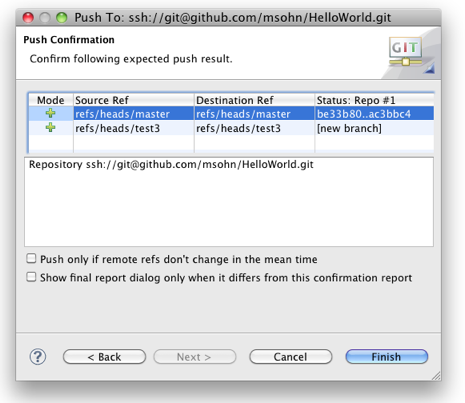 Push To: ssh://git@github.com/msohn/HelloWorld.git
Push Confirmation
Confirm following expected push result.
GIT
Mode Source Ref Destination Ref Status: Repo #1
refs/heads/master refs/heads/master be33b80..ac3bbc4
refs/heads/test3 refs/heads/test3 [new branch]
Repository ssh://git@github.com/msohn/HelloWorld.git
Push only if remote refs don't change in the mean time
Show final report dialog only when it differs from this confirmation report
? < Back Next > Cancel Finish